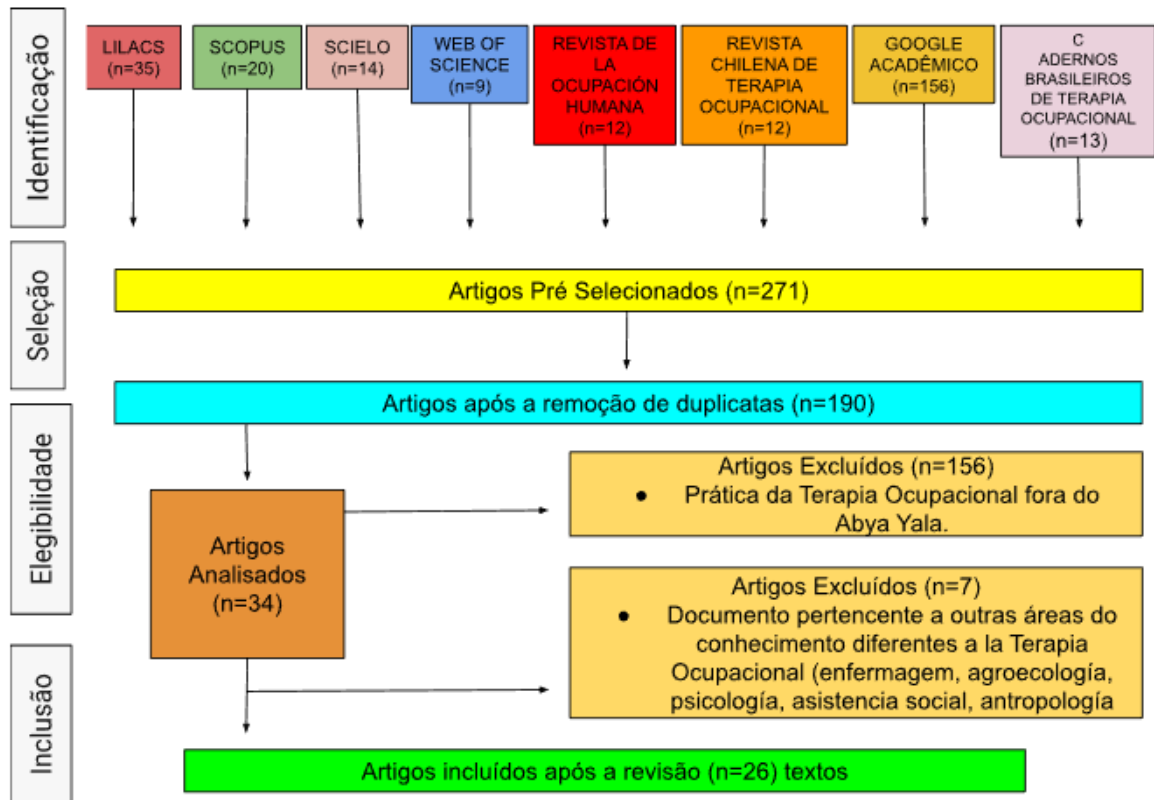 Identificação
LILACS
(n=35)
SCOPUS
(n=20)
SCIELO
(n=14)
WEB OF
SCIENCE
(n=9)
REVISTA DE
LA
OCUPACIÓN
HUMANA
(n=12)
REVISTA
CHILENA DE
TERAPIA
OCUPACIONAL
(n=12)
GOOGLE
ACADÊMICO
(n=156)
C
ADERNOS
BRASILEIROS
DE TERAPIA
OCUPACIONAL
(n=13)
Seleção
Artigos Pré Selecionados (n=271)
Artigos após a remoção de duplicatas (n=190)
Elegibilidade
Artigos
Analisados
(n=34)
Artigos Excluídos (n=156)
● Prática da Terapia Ocupacional fora do
Abya Yala.
Artigos Excluídos (n=7)
● Documento pertencente a outras áreas do
conhecimento diferentes a la Terapia
Ocupacional (enfermagem, agroecología,
psicología, asistencia social, antropología
Inclusão
Artigos incluídos após a revisão (n=26) textos